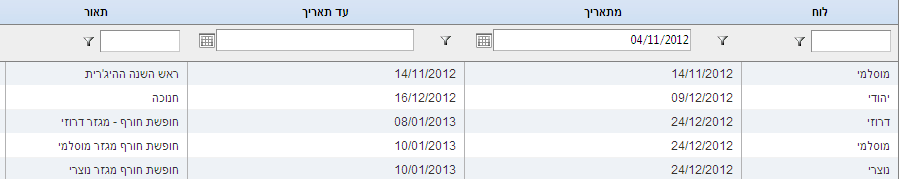 לוח מתאריך עד תאריך תאור
04/11/2012
מוסלמי 14/11/2012 14/11/2012 ראש השנה ההיג'רית
יהודי 09/12/2012 16/12/2012 חנוכה
דרוזי 24/12/2012 08/01/2013 חופשת חורף - מגזר דרוזי
מוסלמי 24/12/2012 10/01/2013 חופשת חורף מגזר מוסלמי
נוצרי 24/12/2012 10/01/2013 חופשת חורף מגזר נוצרי